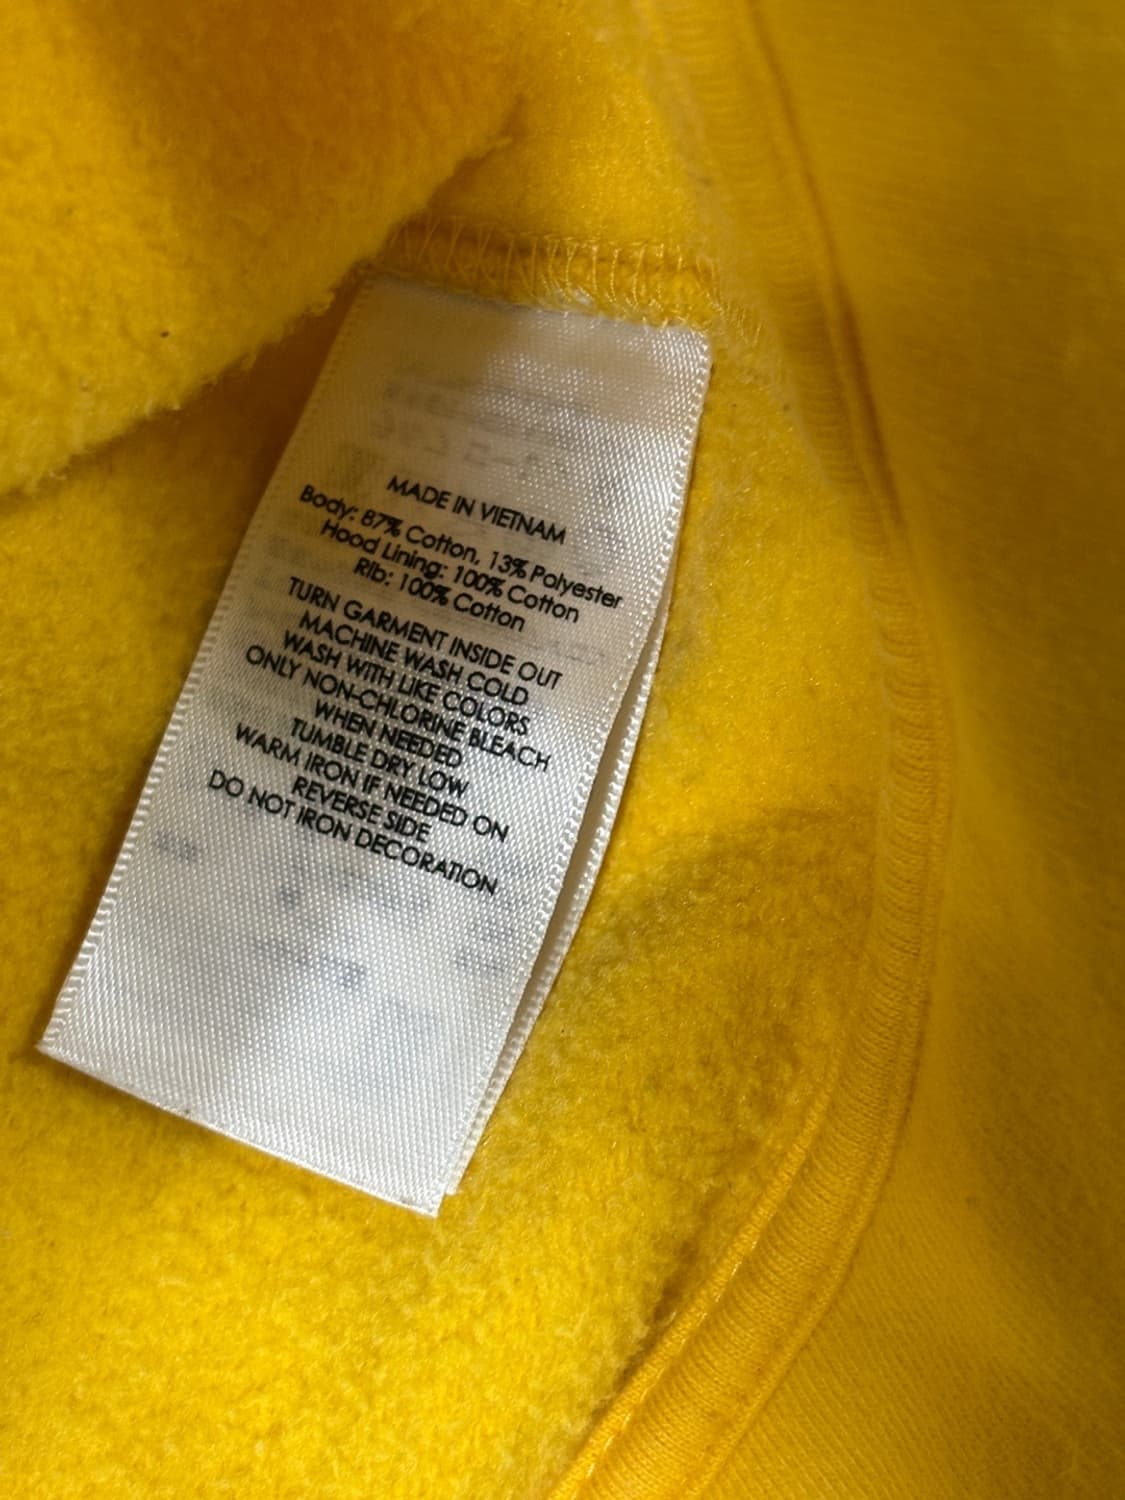 MADE IN VIETNAM
Body: 87% Cotton, 13% Polyester
Hood Lining: 100% Cotton
Rib: 100% Cotton
TURN GARMENT INSIDE OUT
MACHINE WASH COLD
WASH WITH LIKE COLORS
ONLY NON-CHLORINE BLEACH
WHEN NEEDED
TUMBLE DRY LOW
WARM IRON IF NEEDED ON
REVERSE SIDE
DO NOT IRON DECORATION